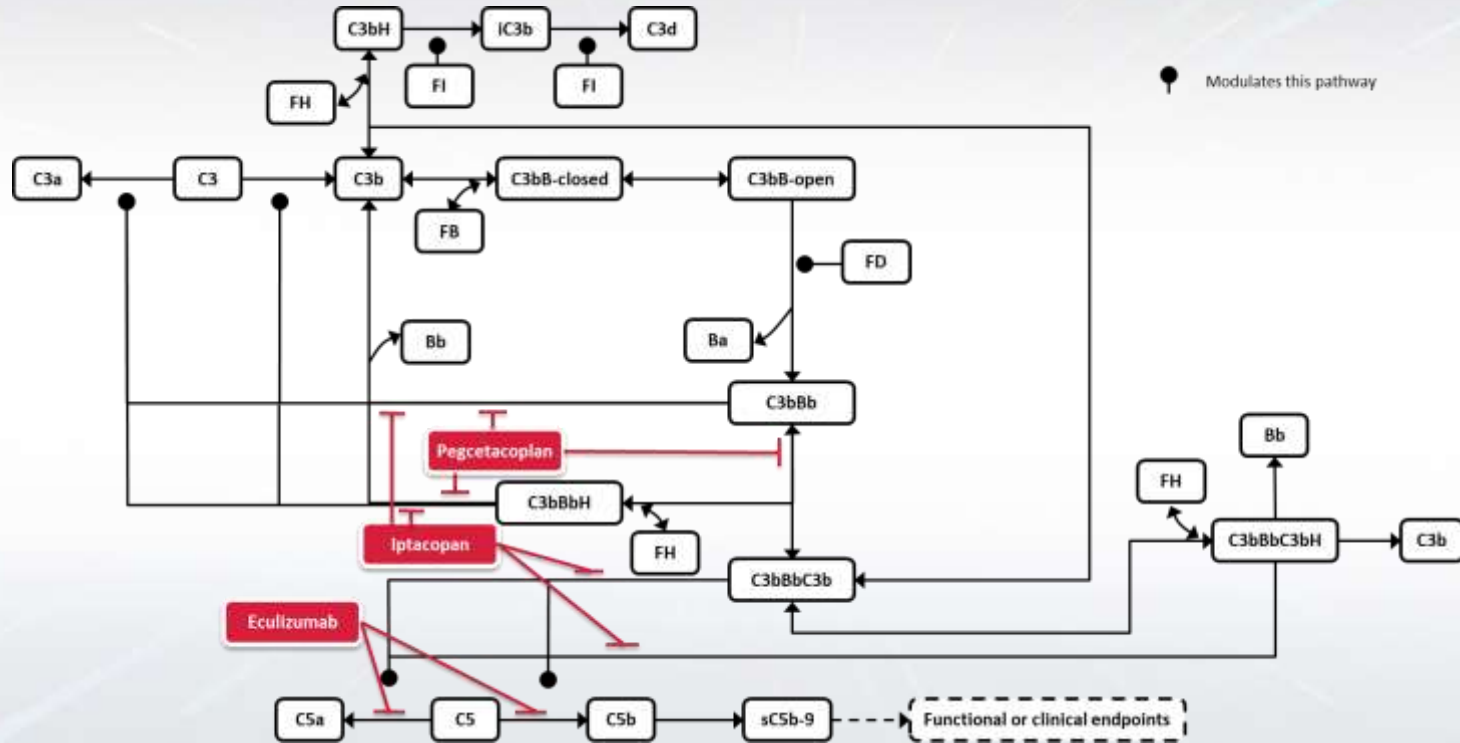 C3bH
iC3b
C3d
FH
FI
FI
Modulates this pathway
C3a
C3
C3b
C3bB-closed
C3bB-open
FB
FD
Bb
Ba
C3bBb
Pegcetacoplan
Bb
FH
C3bBbH
Iptacopan
FH
C3bBbC3bH
C3b
C3bBbC3b
Eculizumab
C5a
C5
C5b
sC5b-9
Functional or clinical endpoints